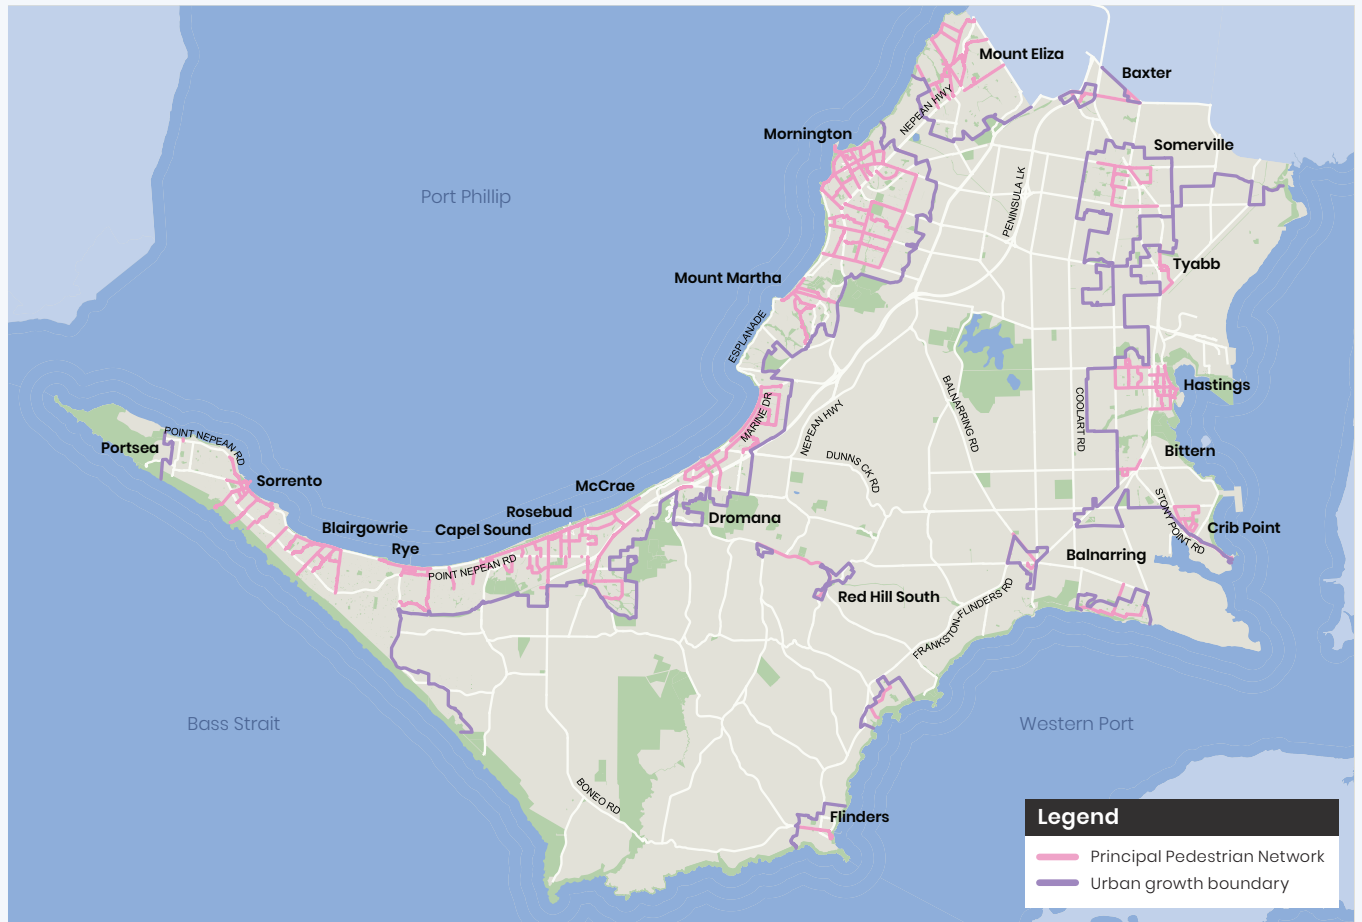 Mount Eliza
Baxter
NEPEAN HWY
Mornington
Somerville
Port Phillip
PENINSULA LK
Tyabb
Mount Martha
ESPLANADE
Hastings
BALNARRING RD
COOLART RD
MARINE DR
NEPEAN HWY
POINT NEPEAN RD
Portsea
Bittern
DUNNS CK RD
Sorrento
McCrae
STONY POINT RD
Rosebud
Dromana
Blairgowrie
Capel Sound
Crib Point
Rye
Balnarring
POINT NEPEAN RD
Red Hill South
FRANKSTON-FLINDERS RD
Bass Strait
Western Port
BONEO RD
Flinders
Legend
Principal Pedestrian Network
Urban growth boundary